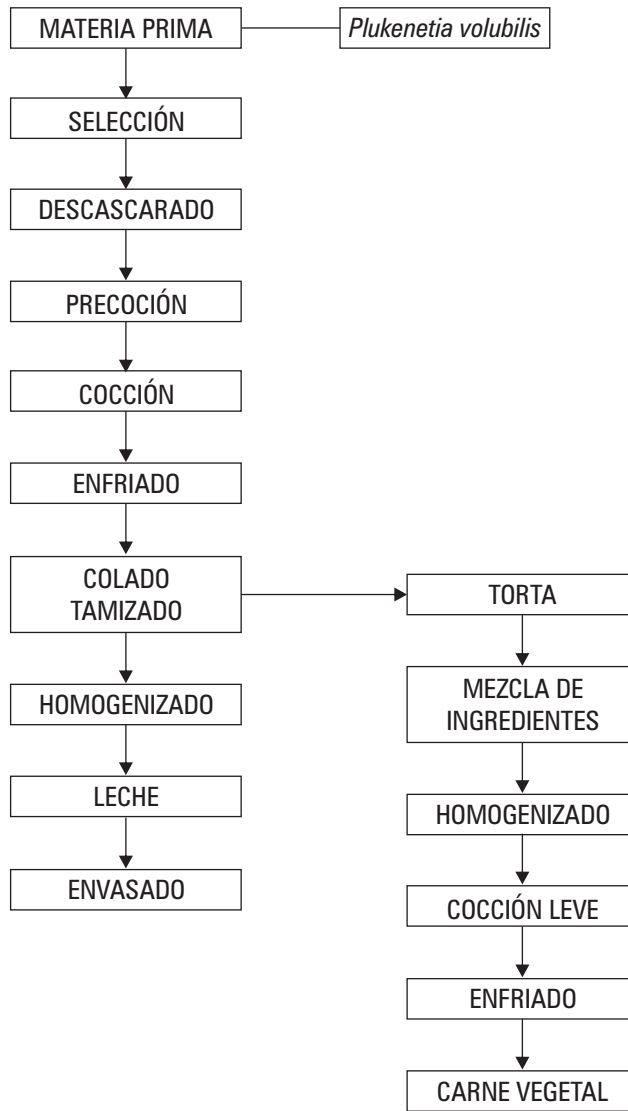 MATERIA PRIMA
Plukenetia volubilis
SELECCIÓN
DESCASCARADO
PRECOCIÓN
COCCIÓN
ENFRIADO
COLADO
TAMIZADO
HOMOGENIZADO
LECHE
ENVASADO
TORTA
MEZCLA DE
INGREDIENTES
HOMOGENIZADO
COCCIÓN LEVE
ENFRIADO
CARNE VEGETAL